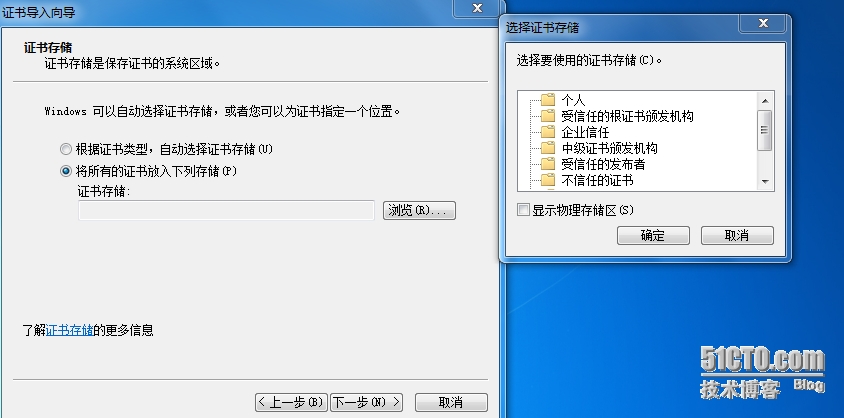 证书导入向导
证书存储
证书存储是保存证书的系统区域。
Windows 可以自动选择证书存储，或者您可以为证书指定一个位置。
根据证书类型，自动选择证书存储(U)
将所有的证书放入下列存储(P)
证书存储:
浏览(R)...
了解证书存储的更多信息
< 上一步(B)
下一步(N) >
取消
选择证书存储
选择要使用的证书存储(C)。
个人
受信任的根证书颁发机构
企业信任
中级证书颁发机构
受信任的发布者
不信任的证书
显示物理存储区(S)
确定
取消
51CTO.com
技术博客 Blog